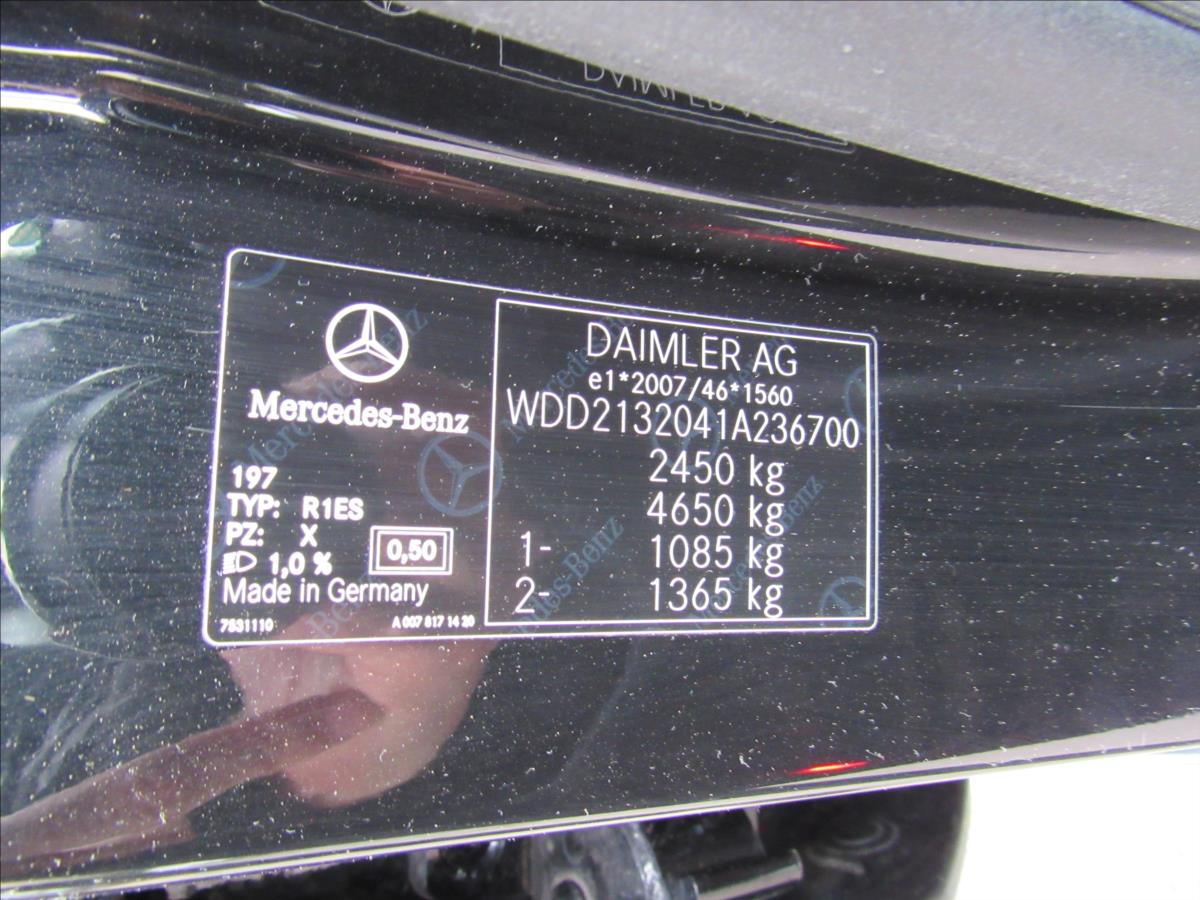 Mercedes-Benz
197
TYP: R1ES
PZ: X
1,0 %
0,50
Made in Germany
7831110
A 007 817 14 20
DAIMLER AG
e1*2007/46*1560
WDD2132041A236700
2450 kg
4650 kg
1- 1085 kg
2- 1365 kg